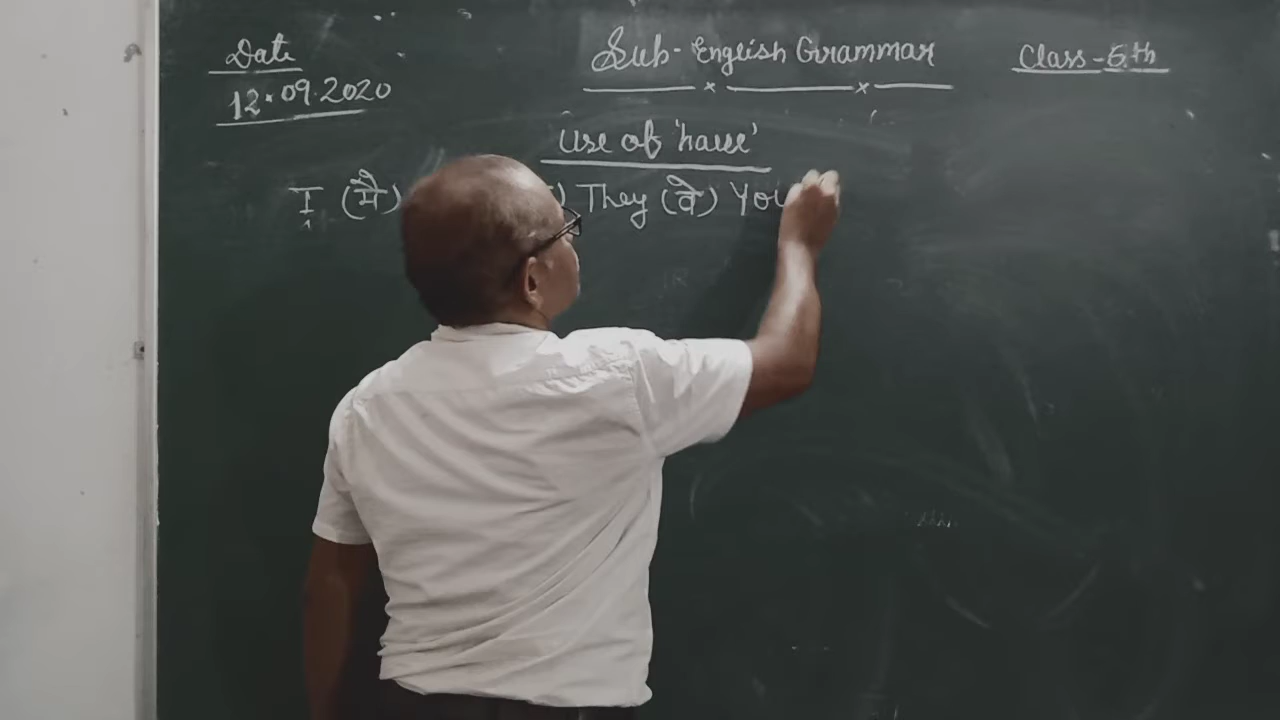 Date
12.09.2020
Sub- English Grammar
Class-5th
Use of 'have'
I (मै) They (वे) You